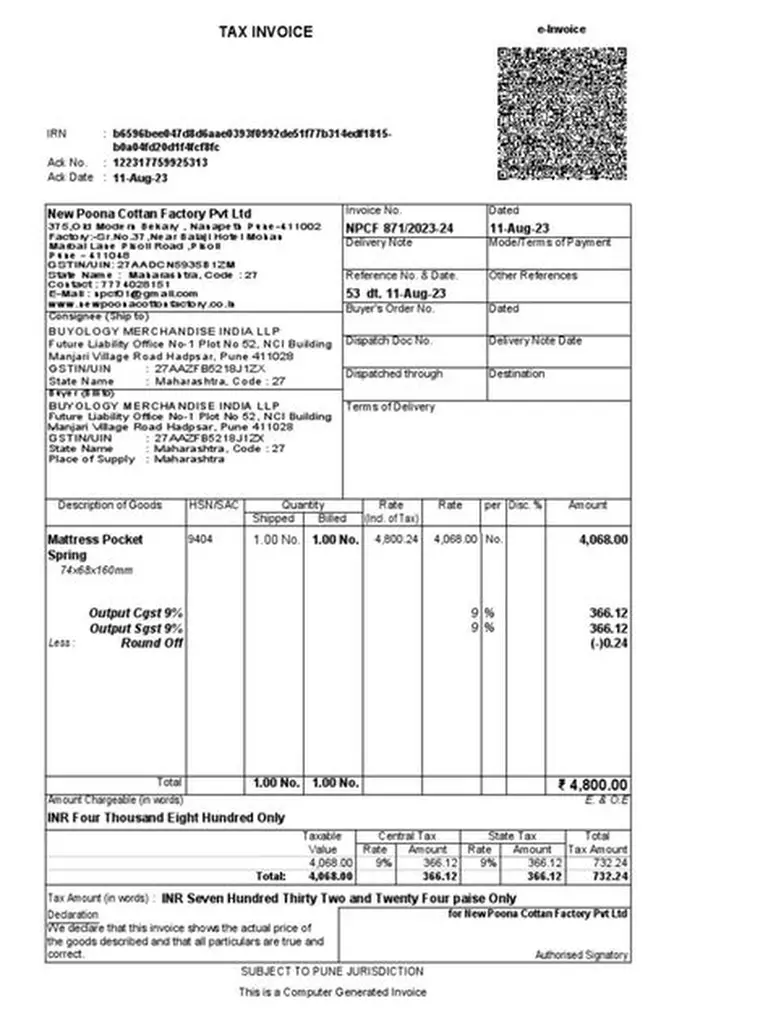 TAX INVOICE
e-Invoice
IRN : b6596bee047d8d6aae0393f0992de51f77b314edf1815-
b0a04fd20d1f4fcf8fc
Ack No. : 122317759925313
Ack Date : 11-Aug-23
New Poona Cottan Factory Pvt Ltd
375,Old Modern Bekary , Nanapeth Pune-411002
Factory:-Sr.No.37,Near Balaji Hotel Mohan
Marbal Lane Pisoli Road ,Pisoli
Pune - 411048
GSTIN/UIN: 27AADCN5935B1ZM
State Name : Maharashtra, Code : 27
Contact : 7774028151
E-Mail : npcf01@gmail.com
www.newpoonacottonfactory.co.in
Invoice No.
NPCF 871/2023-24
Dated
11-Aug-23
Delivery Note
Mode/Terms of Payment
Reference No. & Date.
53 dt. 11-Aug-23
Other References
Buyer's Order No.
Dated
Dispatch Doc No.
Delivery Note Date
Dispatched through
Destination
Terms of Delivery
Consignee (Ship to)
BUYOLOGY MERCHANDISE INDIA LLP
Future Liability Office No-1 Plot No 52, NCI Building
Manjari Village Road Hadpsar, Pune 411028
GSTIN/UIN : 27AAZFB5218J1ZX
State Name : Maharashtra, Code : 27
Buyer (Bill to)
BUYOLOGY MERCHANDISE INDIA LLP
Future Liability Office No-1 Plot No 52, NCI Building
Manjari Village Road Hadpsar, Pune 411028
GSTIN/UIN : 27AAZFB5218J1ZX
State Name : Maharashtra, Code : 27
Place of Supply : Maharashtra
Description of Goods HSN/SAC Quantity Rate Rate per Disc. % Amount
Shipped Billed (Incl. of Tax)
Mattress Pocket 9404 1.00 No. 1.00 No. 4,800.24 4,068.00 No. 4,068.00
Spring
74x68x160mm
Output Cgst 9% 9 % 366.12
Output Sgst 9% 9 % 366.12
Less : Round Off (-)0.24
Total 1.00 No. 1.00 No. ₹ 4,800.00
Amount Chargeable (in words) E. & O.E
INR Four Thousand Eight Hundred Only
Taxable Central Tax State Tax Total
Value Rate Amount Rate Amount Tax Amount
4,068.00 9% 366.12 9% 366.12 732.24
Total: 4,068.00 366.12 366.12 732.24
Tax Amount (in words) : INR Seven Hundred Thirty Two and Twenty Four paise Only
Declaration
We declare that this invoice shows the actual price of
the goods described and that all particulars are true and
correct.
for New Poona Cottan Factory Pvt Ltd
Authorised Signatory
SUBJECT TO PUNE JURISDICTION
This is a Computer Generated Invoice